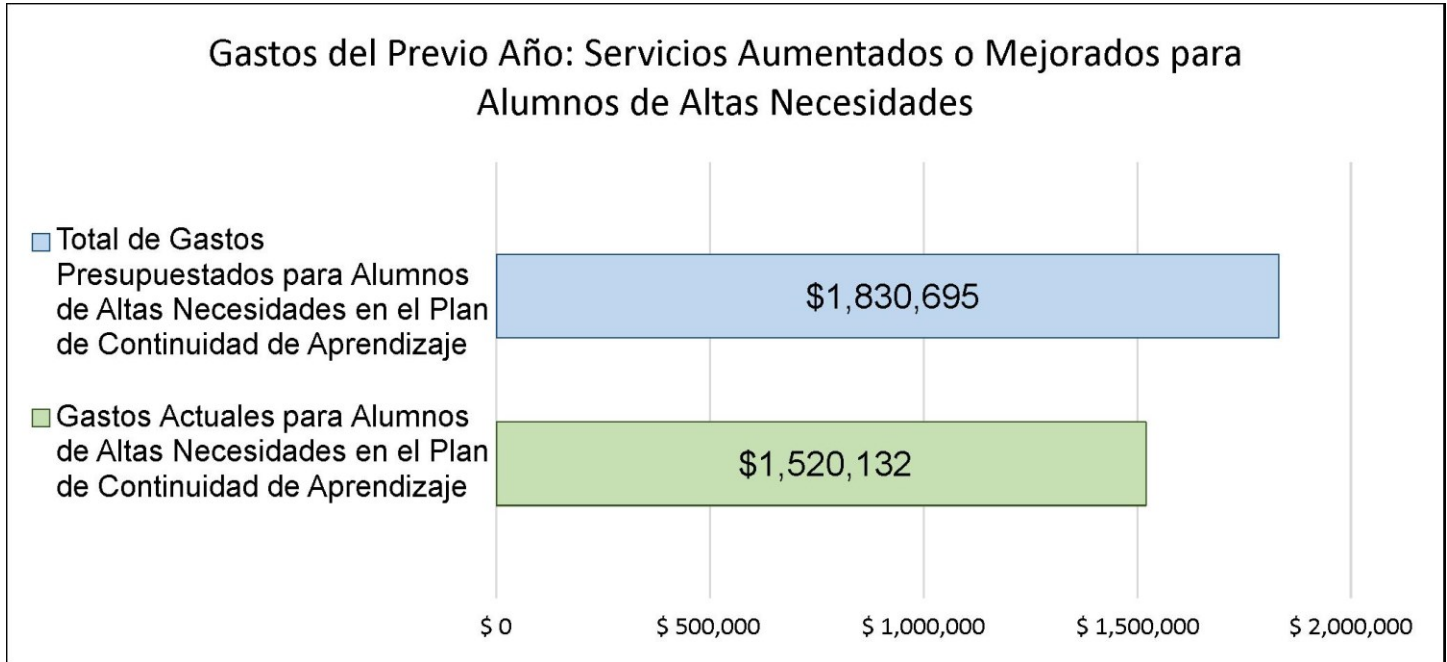 Gastos del Previo Año: Servicios Aumentados o Mejorados para
Alumnos de Altas Necesidades
Total de Gastos
Presupuestados para Alumnos
de Altas Necesidades en el Plan
de Continuidad de Aprendizaje
$1,830,695
Gastos Actuales para Alumnos
de Altas Necesidades en el Plan
de Continuidad de Aprendizaje
$1,520,132
$ 0 $ 500,000 $ 1,000,000 $ 1,500,000 $ 2,000,000